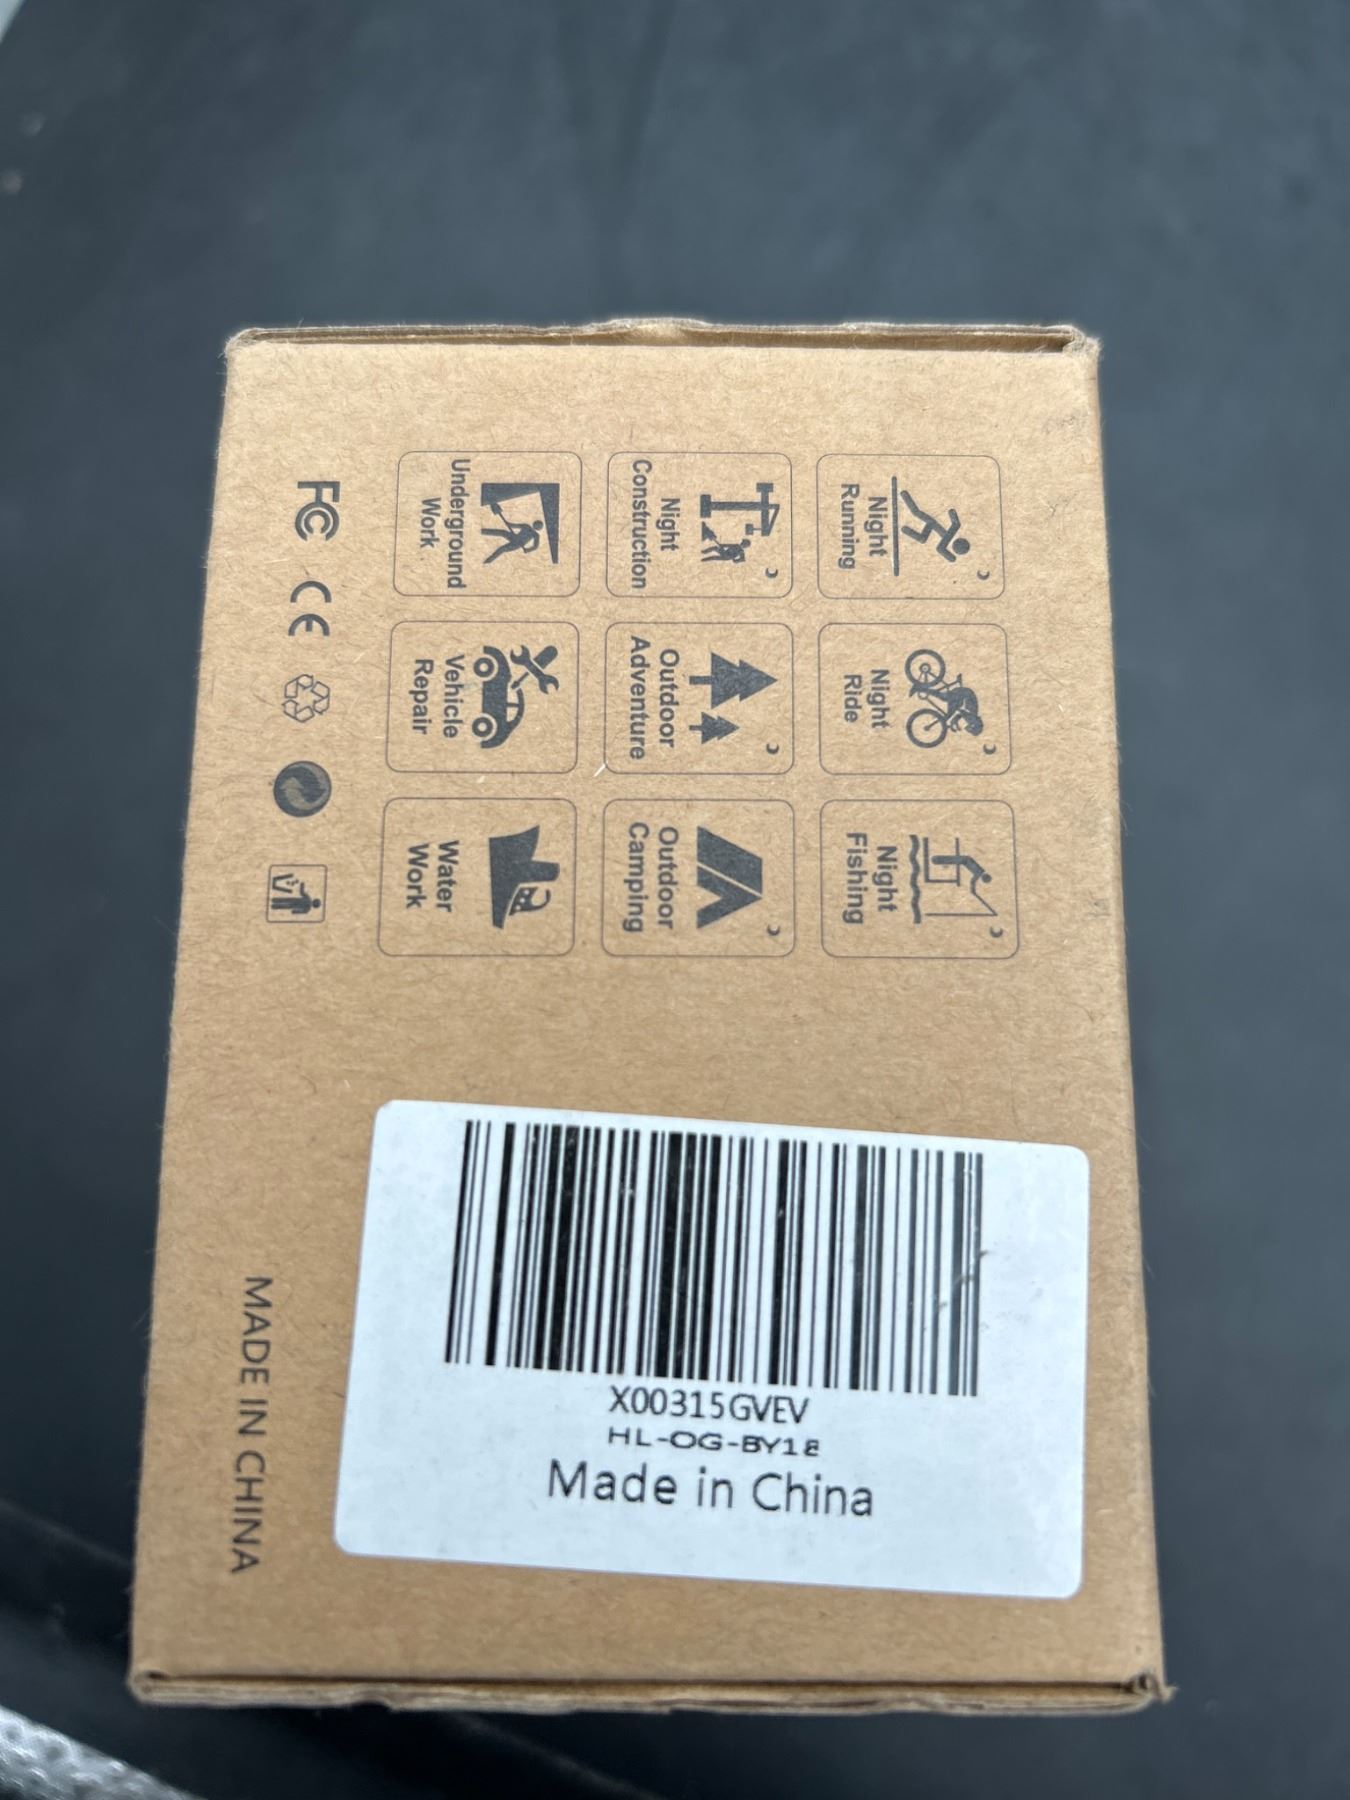 Night
Running
Night
Ride
Night
Fishing
Night
Construction
Outdoor
Adventure
Outdoor
Camping
Underground
Work
Vehicle
Repair
Water
Work
FC CE
MADE IN CHINA
X00315GVEV
HL-OG-BY18
Made in China